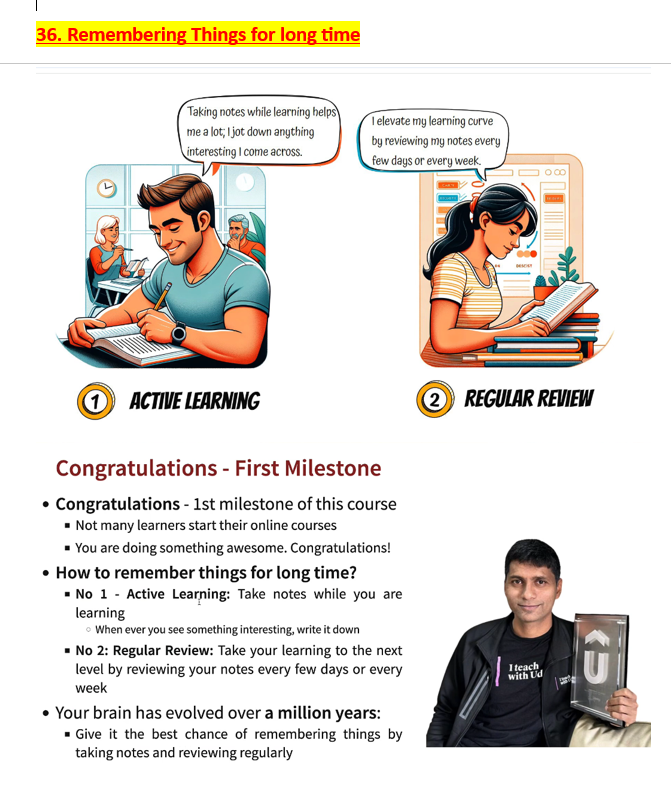 36. Remembering Things for long time
Taking notes while learning helps
me a lot; I jot down anything
interesting I come across.
I elevate my learning curve
by reviewing my notes every
few days or every week.
1 ACTIVE LEARNING
2 REGULAR REVIEW
Congratulations - First Milestone
• Congratulations - 1st milestone of this course
▪ Not many learners start their online courses
▪ You are doing something awesome. Congratulations!
• How to remember things for long time?
▪ No 1 - Active Learning: Take notes while you are
learning
○ When ever you see something interesting, write it down
▪ No 2: Regular Review: Take your learning to the next
level by reviewing your notes every few days or every
week
• Your brain has evolved over a million years:
▪ Give it the best chance of remembering things by
taking notes and reviewing regularly
I teach
with Ud